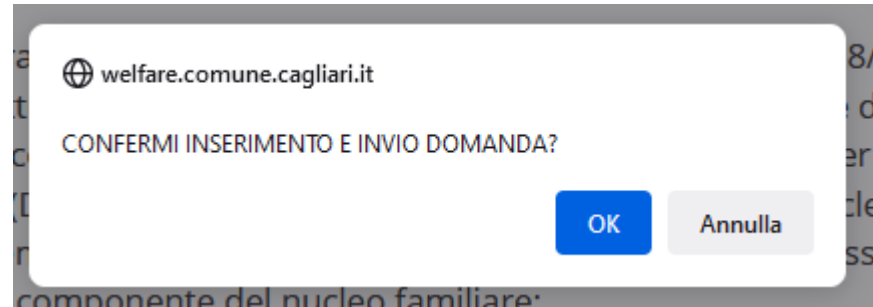 welfare.comune.cagliari.it
CONFERMI INSERIMENTO E INVIO DOMANDA?
OK Annulla
componente del nucleo familiare: